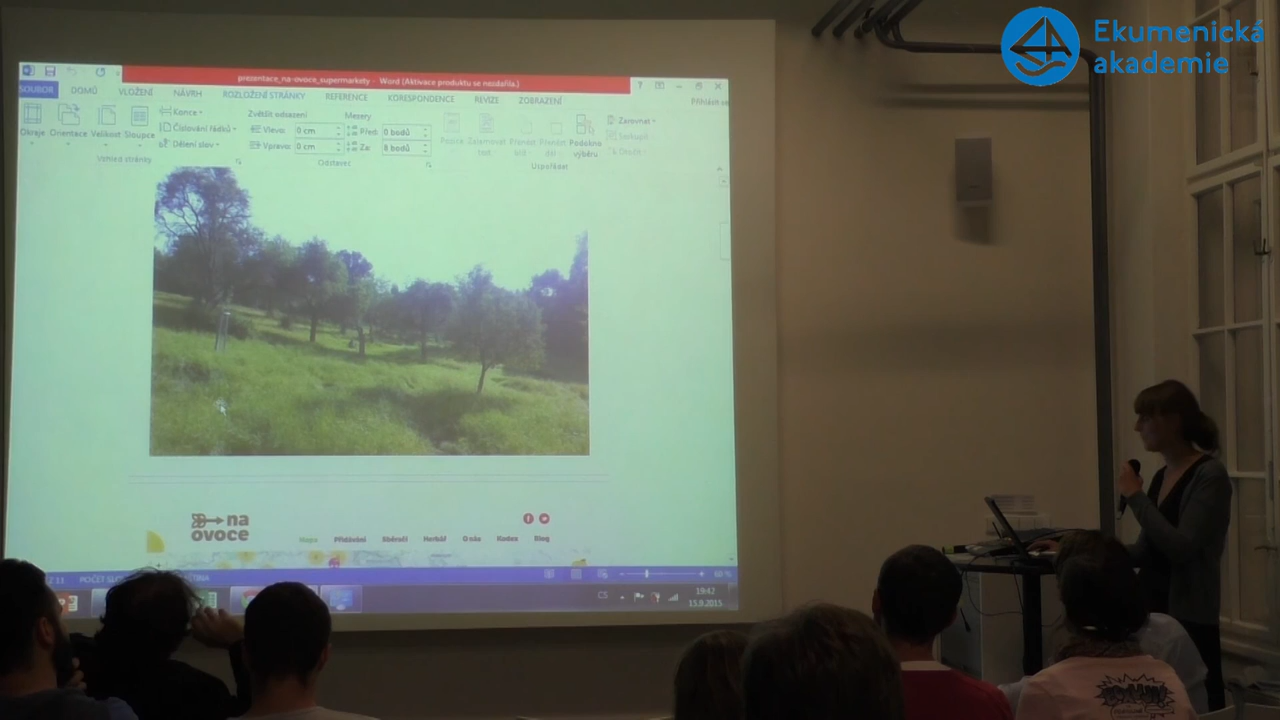 Ekumenická
akademie
prezentace_na-ovoce_supermarkety - Word (Aktivace produktu se nezdařila.)
SOUBOR DOMŮ VLOŽENÍ NÁVRH ROZLOŽENÍ STRÁNKY REFERENCE KORESPONDENCE REVIZE ZOBRAZENÍ
Okraje Orientace Velikost Sloupce
Konce
Číslování řádků
Dělení slov
Vzhled stránky
Zvětšit odsazení
Vlevo: 0 cm
Vpravo: 0 cm
Mezery
Před: 0 bodů
Za: 8 bodů
Odstavec
Podokno
výběru
Zarovnat
Uspořádat
na
ovoce
Mapa Přidávání Sběrači Herbář O nás Kodex Blog
CS
19:42
15.9.2015